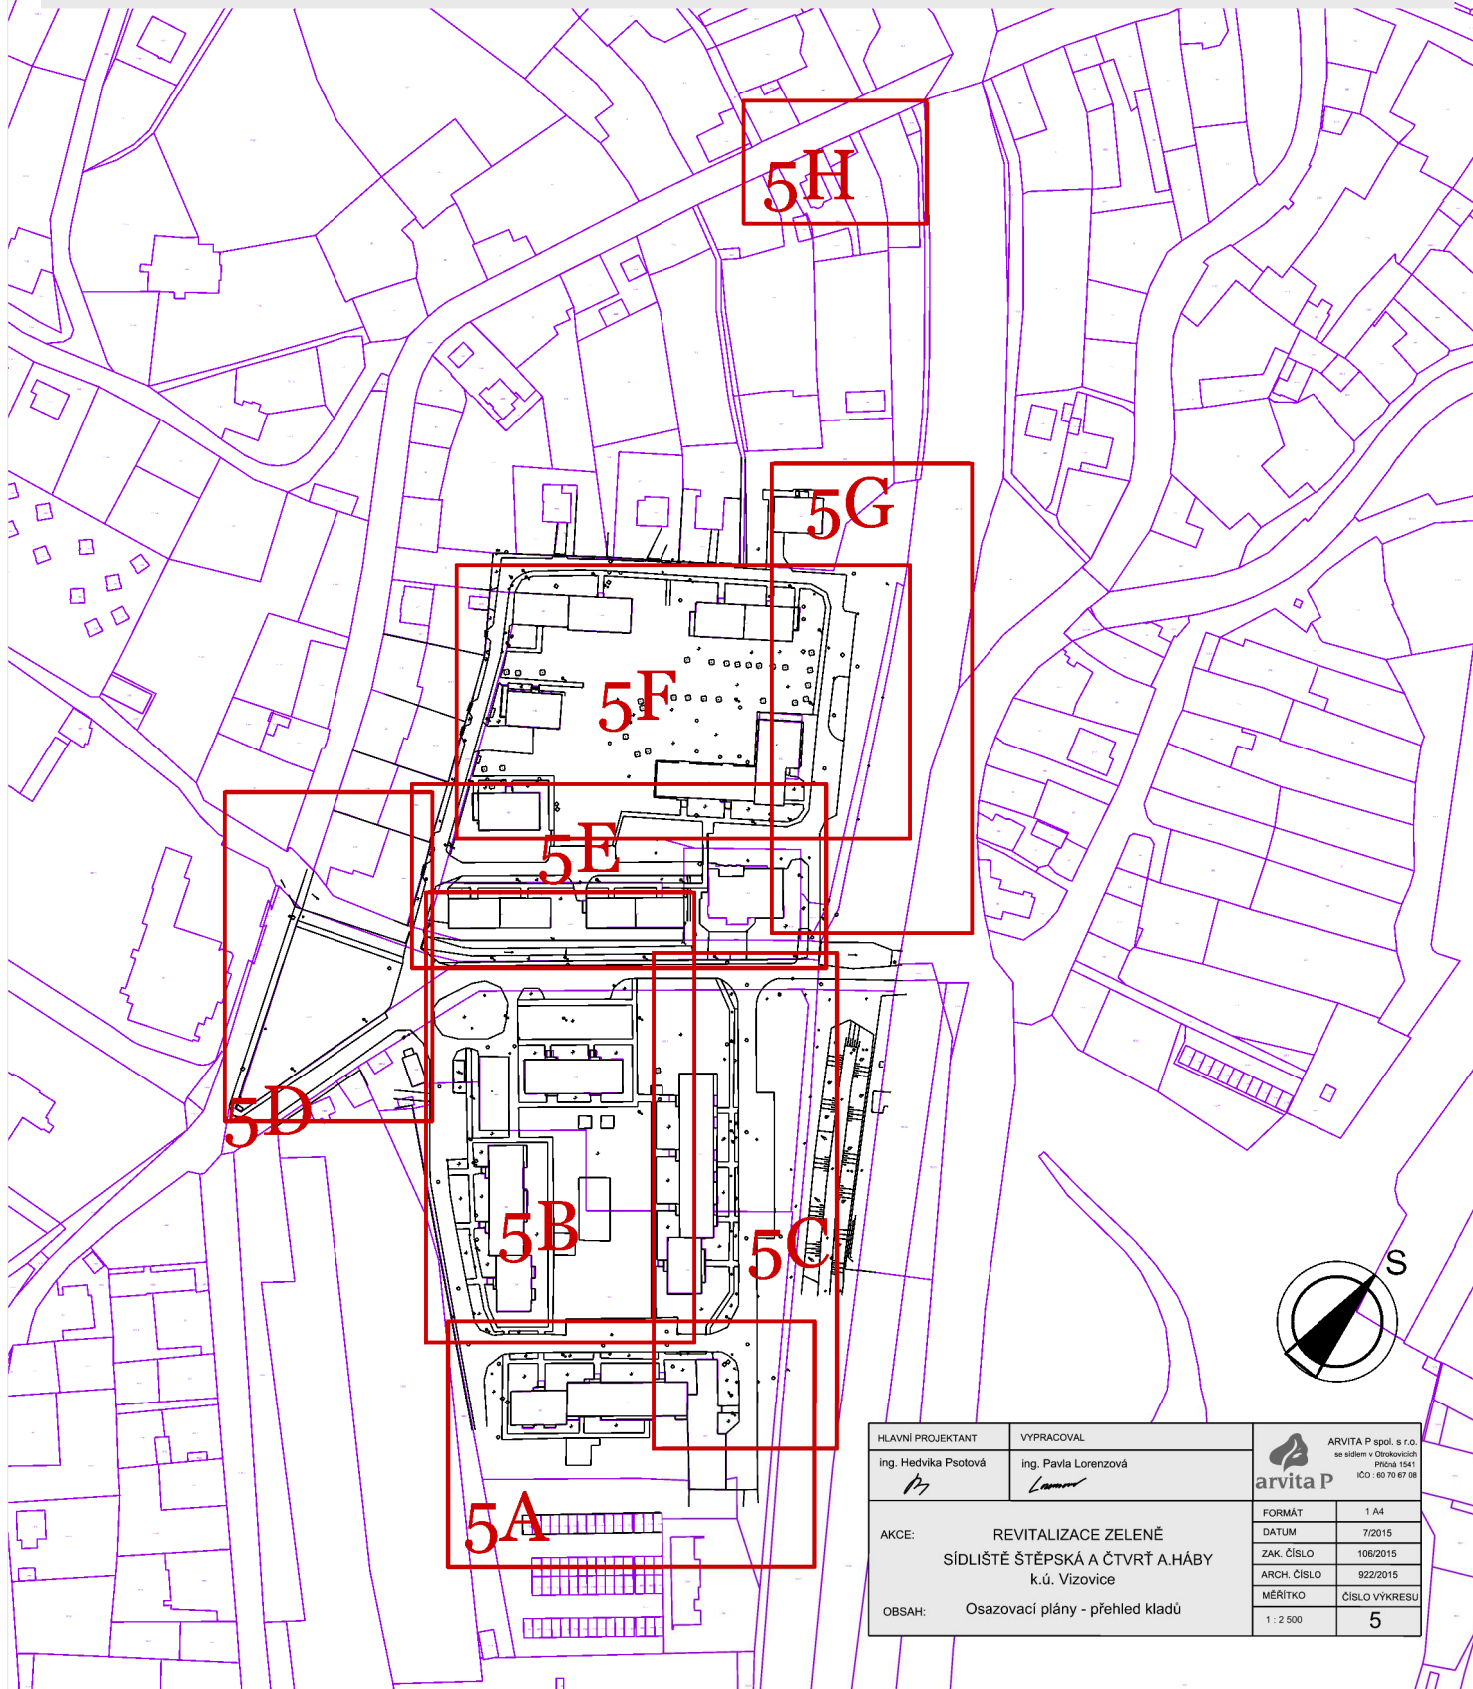 5H
5G
5F
5E
5D
5B
5C
S
5A
HLAVNÍ PROJEKTANT
VYPRACOVAL
ing. Hedvika Psotová
ing. Pavla Lorenzová
arvita P
ARVITA P spol. s r.o.
se sídlem v Otrokovicích
Příčná 1541
IČO : 60 70 67 08
AKCE:
REVITALIZACE ZELENĚ
SÍDLIŠTĚ ŠTĚPSKÁ A ČTVRŤ A.HÁBY
k.ú. Vizovice
OBSAH:
Osazovací plány - přehled kladů
FORMÁT
1 A4
DATUM
7/2015
ZAK. ČÍSLO
106/2015
ARCH. ČÍSLO
922/2015
MĚŘÍTKO
ČÍSLO VÝKRESU
1 : 2 500
5